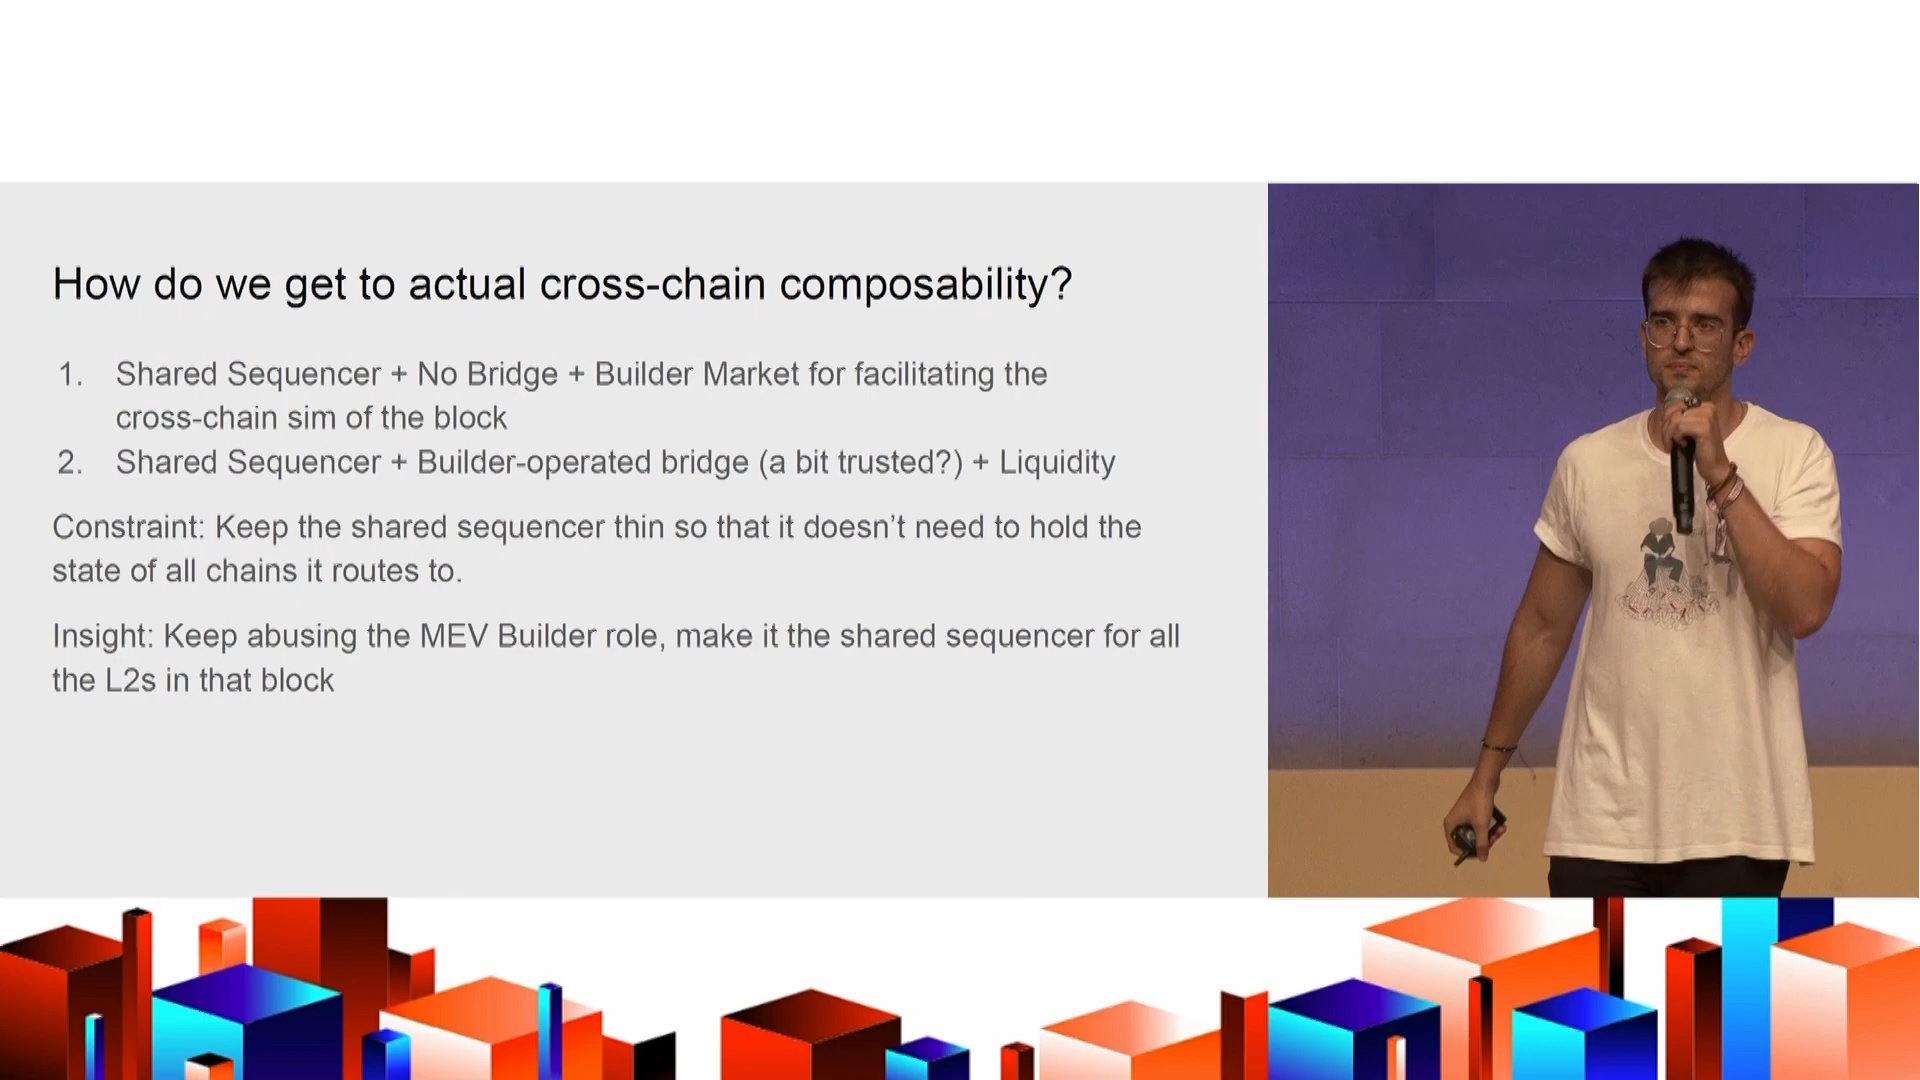 How do we get to actual cross-chain composability?
1. Shared Sequencer + No Bridge + Builder Market for facilitating the
cross-chain sim of the block
2. Shared Sequencer + Builder-operated bridge (a bit trusted?) + Liquidity
Constraint: Keep the shared sequencer thin so that it doesn’t need to hold the
state of all chains it routes to.
Insight: Keep abusing the MEV Builder role, make it the shared sequencer for all
the L2s in that block